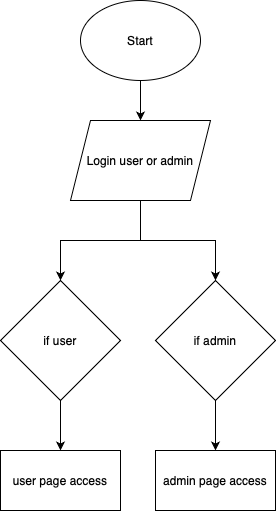 Start
Login user or admin
if user
if admin
user page access
admin page access